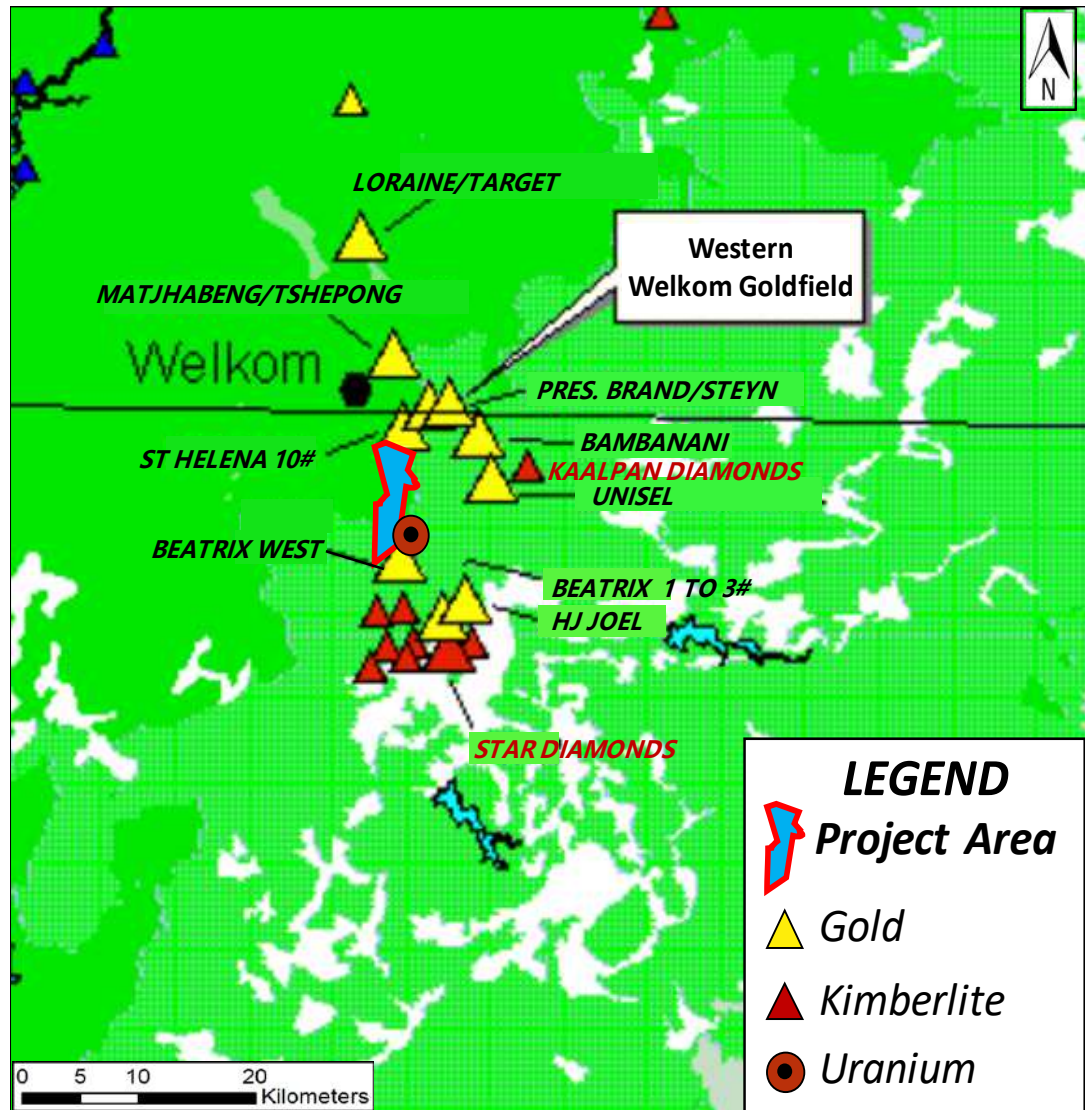 N
LORAINE/TARGET
Western
Welkom Goldfield
MATJHABENG/TSHEPONG
Welkom
PRES. BRAND/STEYN
ST HELENA 10#
BAMBANANI
KAALPAN DIAMONDS
UNISEL
BEATRIX WEST
BEATRIX 1 TO 3#
HJ JOEL
STAR DIAMONDS
LEGEND
Project Area
Gold
Kimberlite
Uranium
0 5 10 20
Kilometers